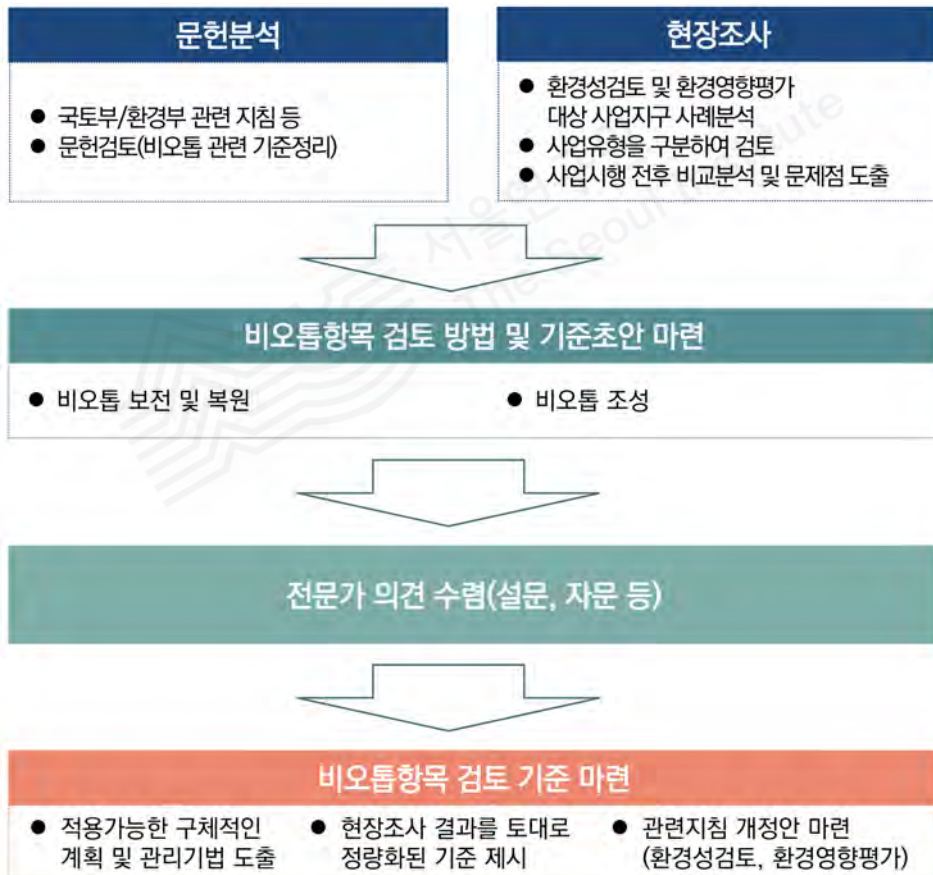 문헌분석
● 국토부/환경부 관련 지침 등
● 문헌검토(비오톱 관련 기준정리)
현장조사
● 환경성검토 및 환경영향평가
대상 사업지구 사례분석
● 사업유형을 구분하여 검토
● 사업시행 전후 비교분석 및 문제점 도출
비오톱항목 검토 방법 및 기준초안 마련
● 비오톱 보전 및 복원
● 비오톱 조성
전문가 의견 수렴(설문, 자문 등)
비오톱항목 검토 기준 마련
● 적용가능한 구체적인
계획 및 관리기법 도출
● 현장조사 결과를 토대로
정량화된 기준 제시
● 관련지침 개정안 마련
(환경성검토, 환경영향평가)
The Seoul Institute